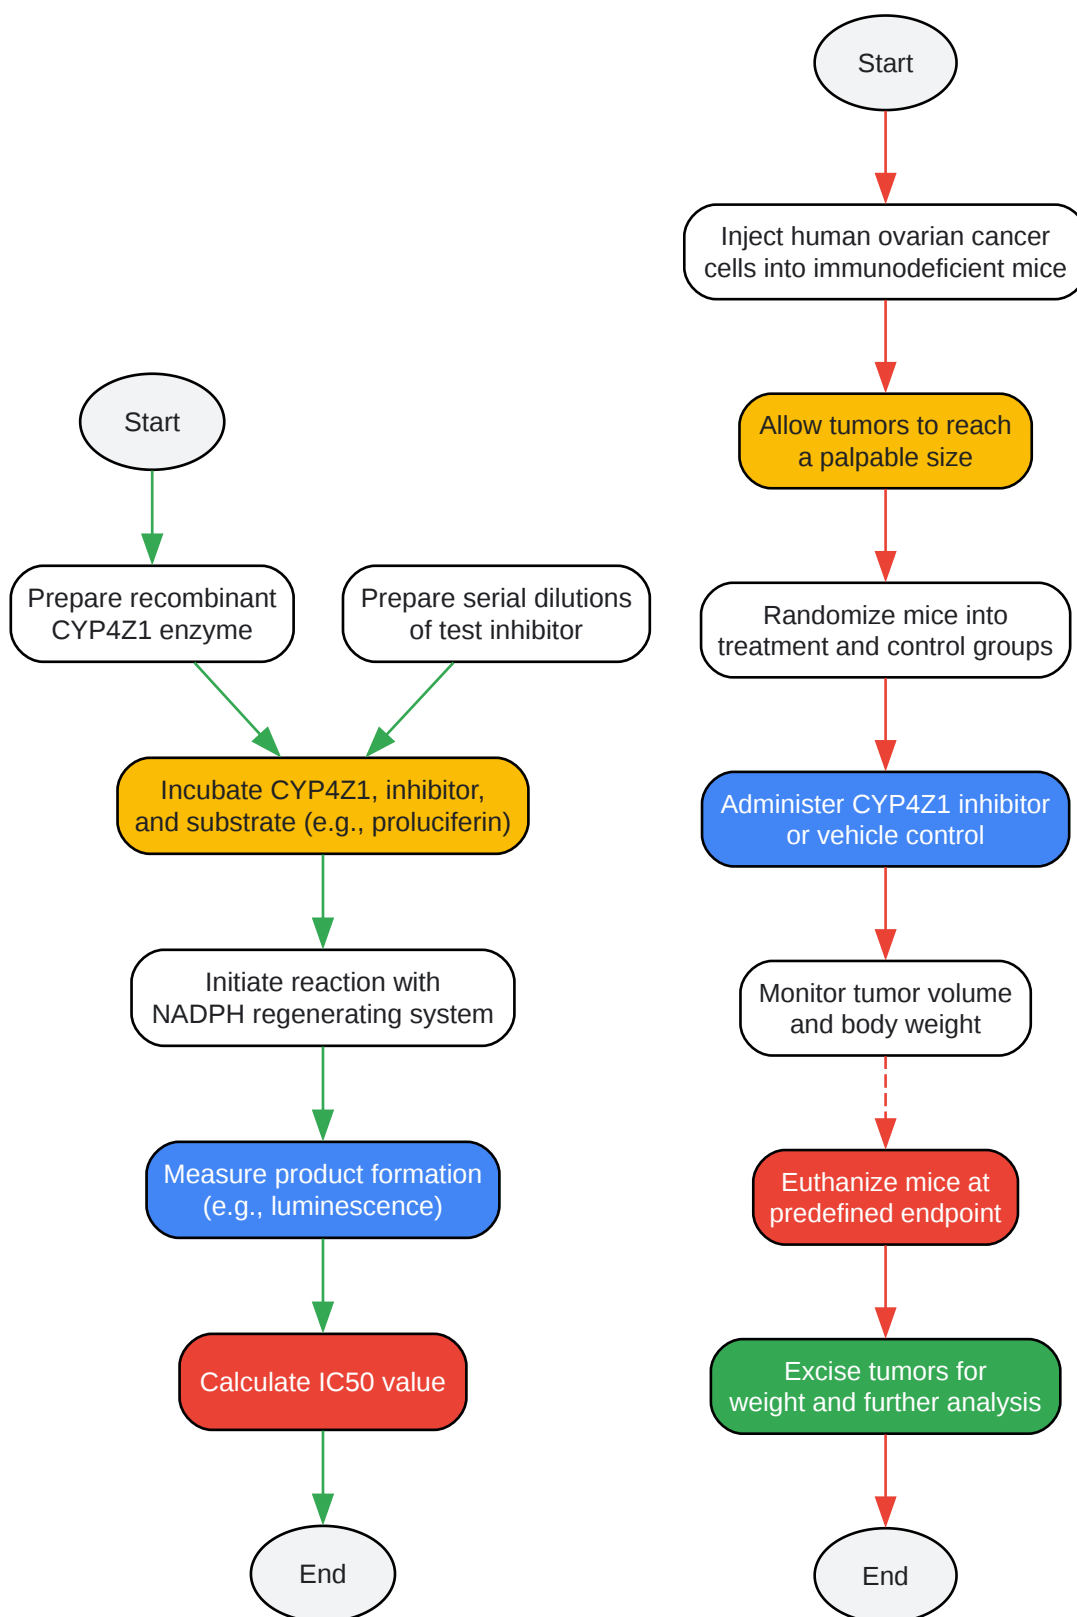 Start
Prepare recombinant
CYP4Z1 enzyme
Prepare serial dilutions
of test inhibitor
Incubate CYP4Z1, inhibitor,
and substrate (e.g., proluciferin)
Initiate reaction with
NADPH regenerating system
Measure product formation
(e.g., luminescence)
Calculate IC50 value
End
Start
Inject human ovarian cancer
cells into immunodeficient mice
Allow tumors to reach
a palpable size
Randomize mice into
treatment and control groups
Administer CYP4Z1 inhibitor
or vehicle control
Monitor tumor volume
and body weight
Euthanize mice at
predefined endpoint
Excise tumors for
weight and further analysis
End